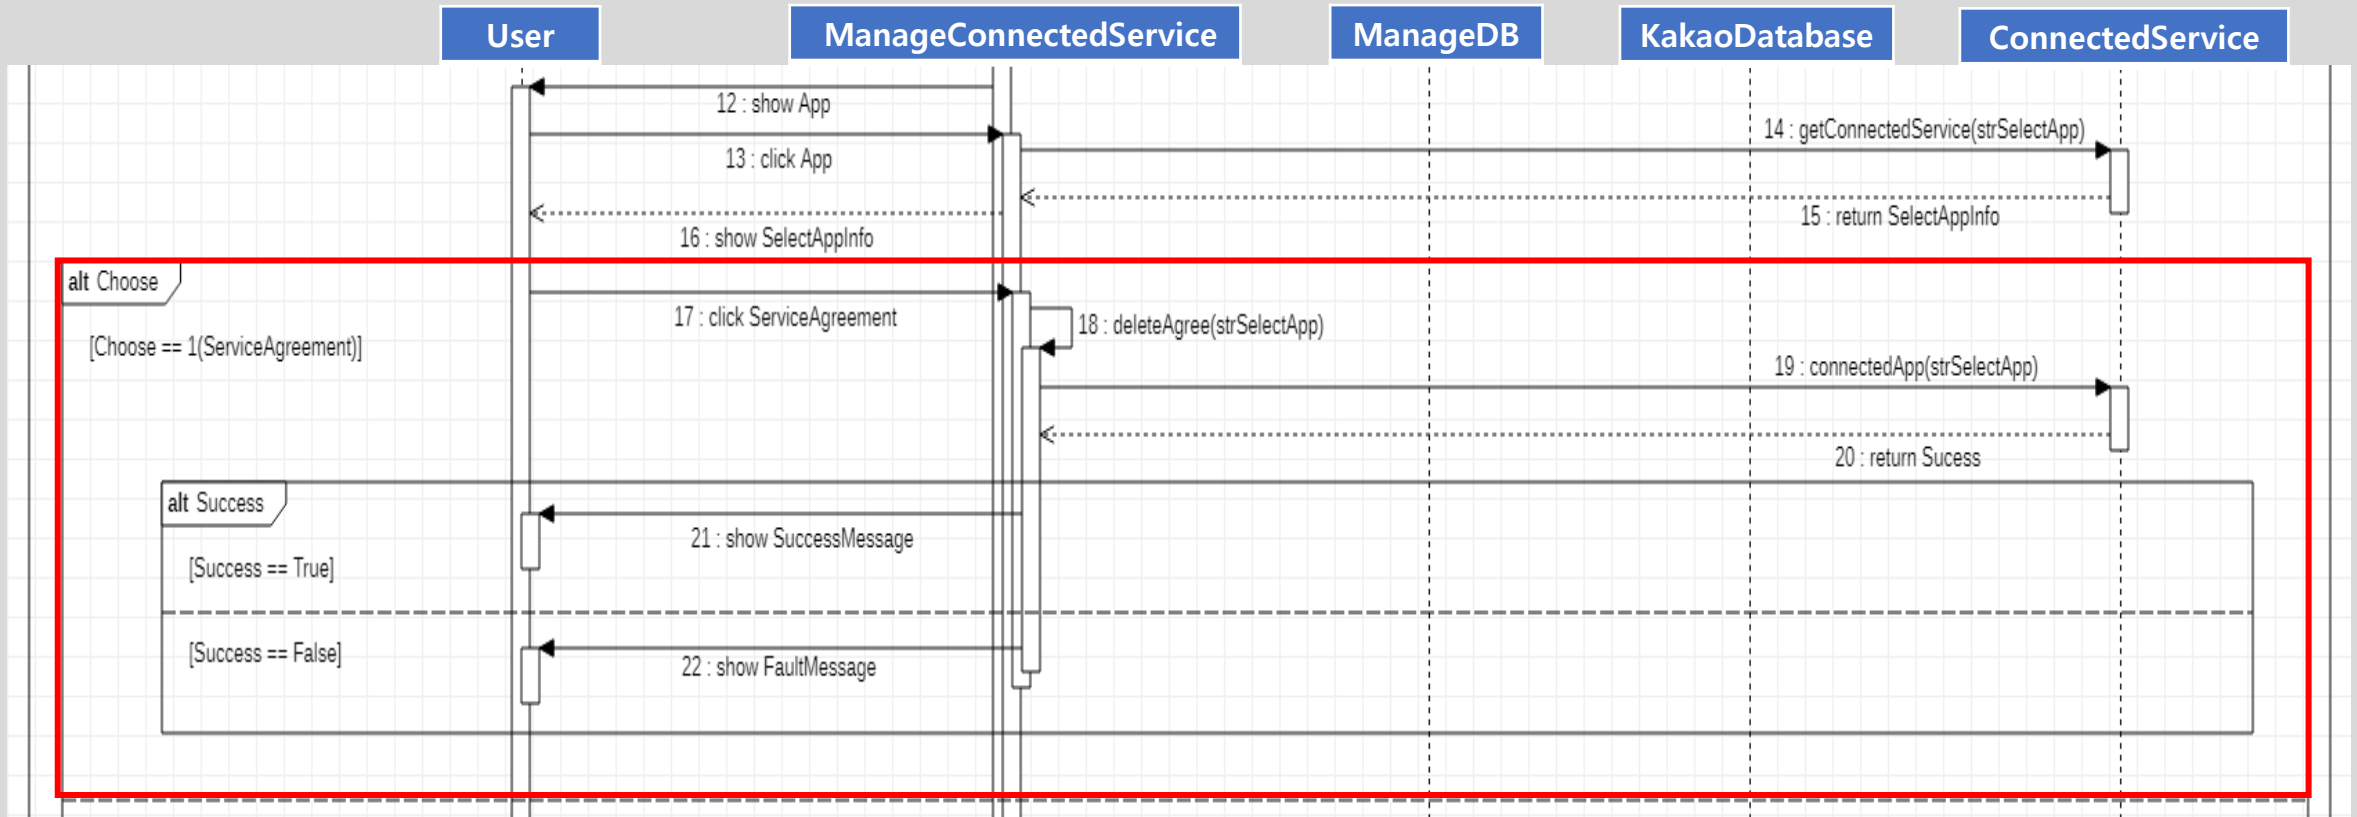 User
ManageConnectedService
ManageDB
KakaoDatabase
ConnectedService
12 : show App
13 : click App
14 : getConnectedService(strSelectApp)
15 : return SelectAppInfo
16 : show SelectAppInfo
alt Choose
[Choose == 1(ServiceAgreement)]
17 : click ServiceAgreement
18 : deleteAgree(strSelectApp)
19 : connectedApp(strSelectApp)
20 : return Sucess
alt Success
[Success == True]
21 : show SuccessMessage
[Success == False]
22 : show FaultMessage